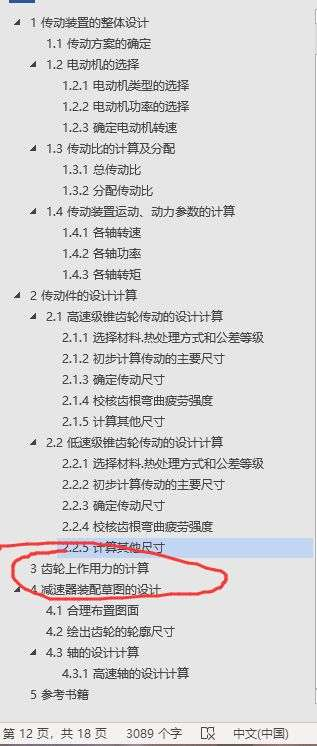 1 传动装置的整体设计
1.1 传动方案的确定
1.2 电动机的选择
1.2.1 电动机类型的选择
1.2.2 电动机功率的选择
1.2.3 确定电动机转速
1.3 传动比的计算及分配
1.3.1 总传动比
1.3.2 分配传动比
1.4 传动装置运动、动力参数的计算
1.4.1 各轴转速
1.4.2 各轴功率
1.4.3 各轴转矩
2 传动件的设计计算
2.1 高速级锥齿轮传动的设计计算
2.1.1 选择材料.热处理方式和公差等级
2.1.2 初步计算传动的主要尺寸
2.1.3 确定传动尺寸
2.1.4 校核齿根弯曲疲劳强度
2.1.5 计算其他尺寸
2.2 低速级锥齿轮传动的设计计算
2.2.1 选择材料.热处理方式和公差等级
2.2.2 初步计算传动的主要尺寸
2.2.3 确定传动尺寸
2.2.4 校核齿根弯曲疲劳强度
2.2.5 计算其他尺寸
3 齿轮上作用力的计算
4 减速器装配草图的设计
4.1 合理布置图面
4.2 绘出齿轮的轮廓尺寸
4.3 轴的设计计算
4.3.1 高速轴的设计计算
5 参考书籍
第 12 页，共 18 页 3089 个字 中文(中国)